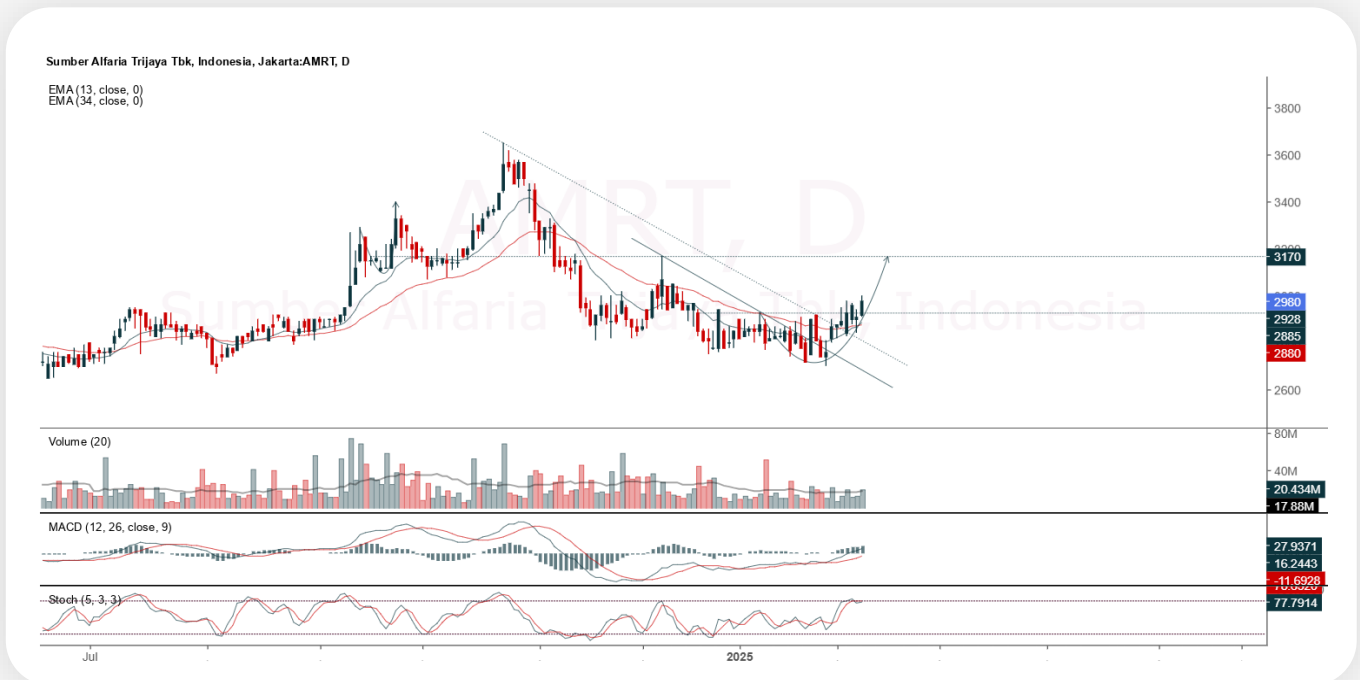 Sumber Alfaria Trijaya Tbk, Indonesia, Jakarta:AMRT, D
EMA (13, close, 0)
EMA (34, close, 0)
AMRT, D
Sumber Alfaria Trijaya Tbk, Indonesia
3800
3600
3400
3170
2980
2928
2885
2880
2600
Volume (20)
80M
40M
20.434M
17.88M
MACD (12, 26, close, 9)
27.9371
16.2443
-11.6928
Stoch (5, 3, 3)
77.7914
Jul
2025